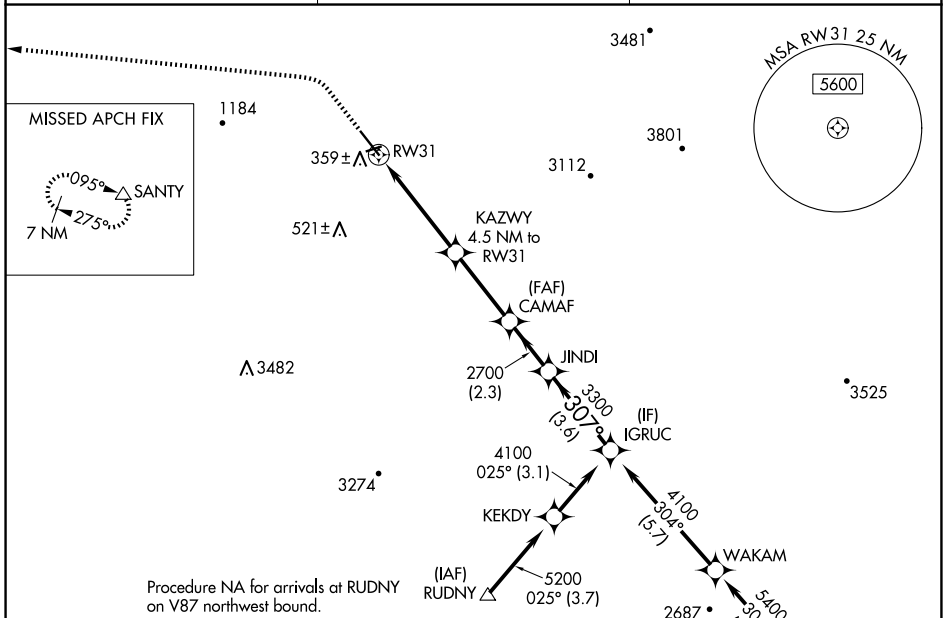 3481
MSA RW31 25 NM
5600
1184
MISSED APCH FIX
095°
SANTY
275°
7 NM
359±
RW31
3801
3112
521±
KAZWY
4.5 NM to
RW31
(FAF)
CAMAF
3482
JINDI
2700
(2.3)
3525
3300
307°
(3.6)
(IF)
IGRUC
4100
025° (3.1)
3274
KEKDY
4100
304°
(5.7)
WAKAM
(IAF)
RUDNY
5200
025° (3.7)
Procedure NA for arrivals at RUDNY
on V87 northwest bound.
2687
5400